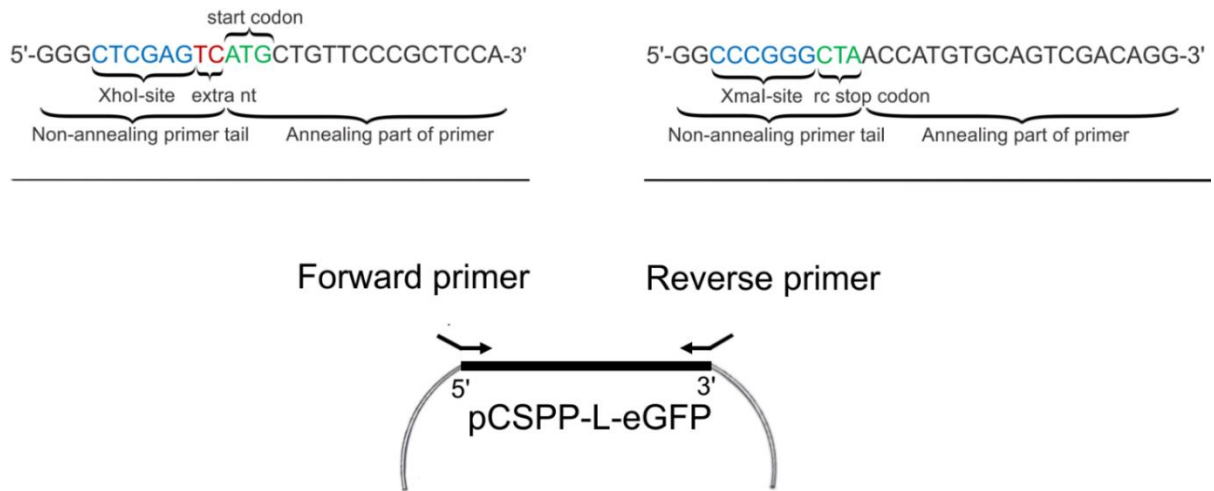 start codon
5'-GGGCTCGAGTCATGCTGTTCCCGCTCCA-3'
XhoI-site extra nt
Non-annealing primer tail Annealing part of primer
5'-GGCCCGGGCTAACCATGTGCAGTCGACAGG-3'
XmaI-site rc stop codon
Non-annealing primer tail Annealing part of primer
Forward primer Reverse primer
5' 3'
pCSPP-L-eGFP